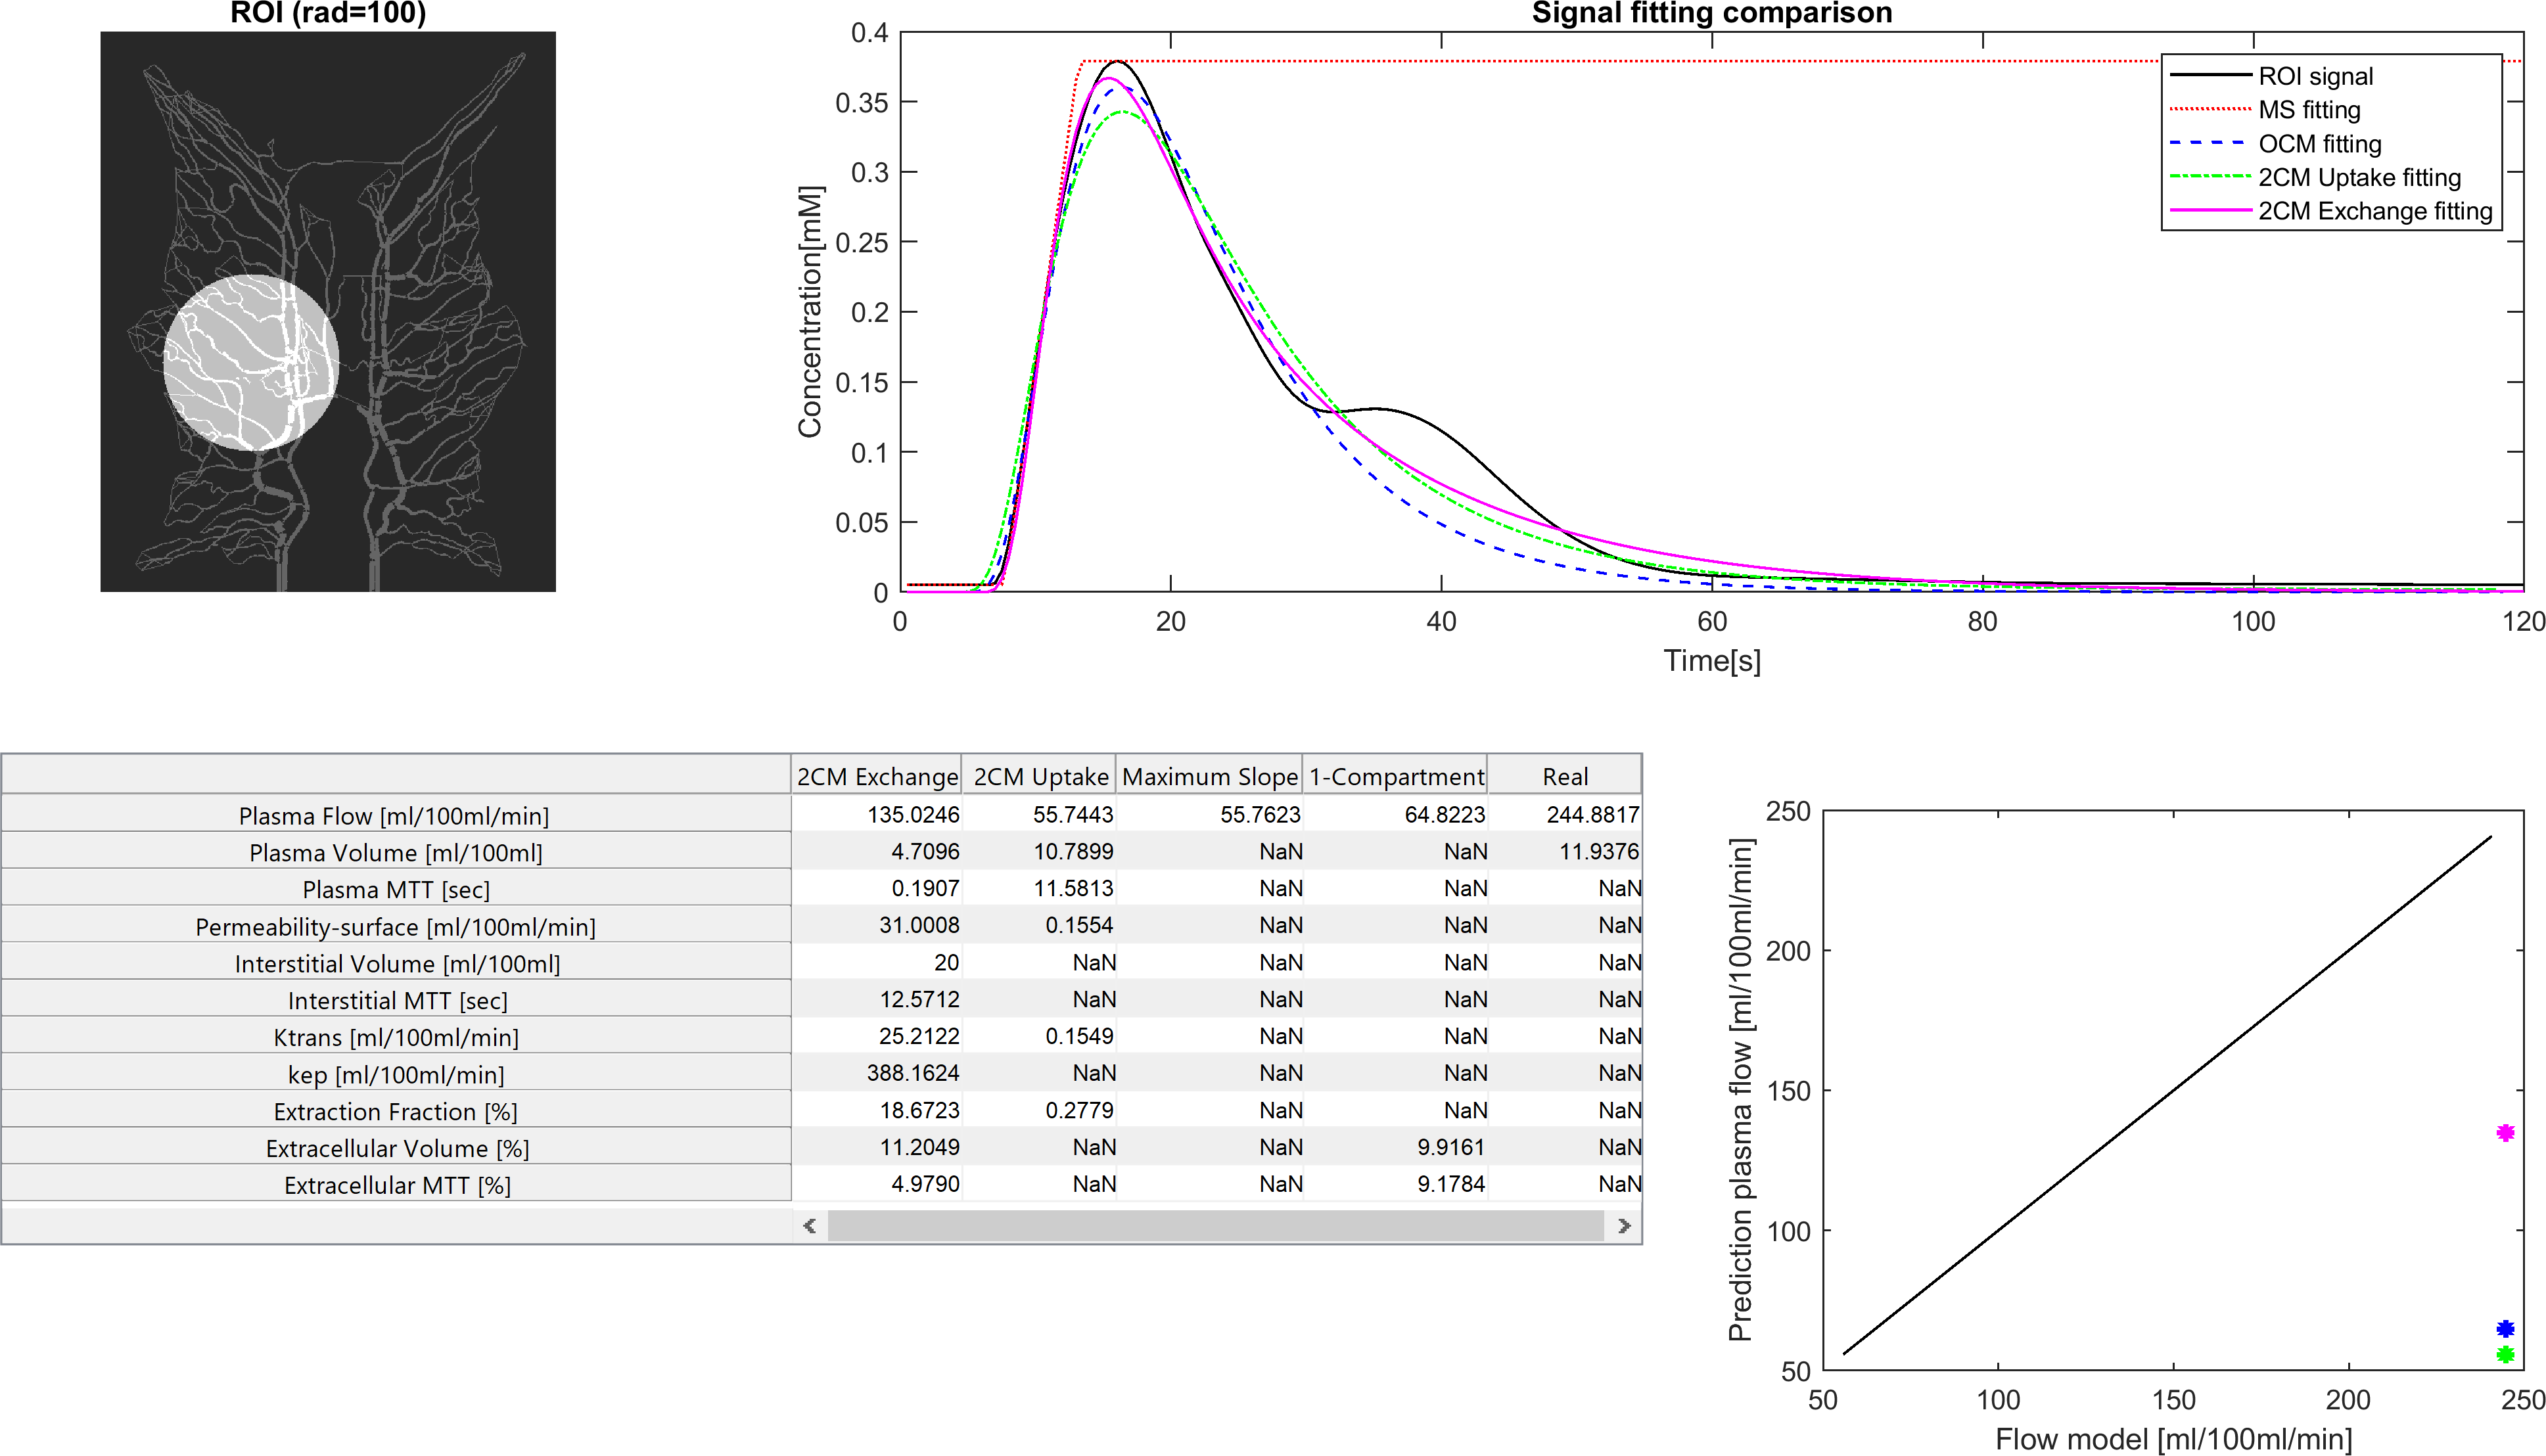 ROI (rad=100)
Signal fitting comparison
0.4
0.35
0.3
0.25
0.2
0.15
0.1
0.05
0
Concentration[mM]
0 20 40 60 80 100 120
Time[s]
ROI signal
MS fitting
OCM fitting
2CM Uptake fitting
2CM Exchange fitting
2CM Exchange 2CM Uptake Maximum Slope 1-Compartment Real
Plasma Flow [ml/100ml/min] 135.0246 55.7443 55.7623 64.8223 244.8817
Plasma Volume [ml/100ml] 4.7096 10.7899 NaN NaN 11.9376
Plasma MTT [sec] 0.1907 11.5813 NaN NaN NaN
Permeability-surface [ml/100ml/min] 31.0008 0.1554 NaN NaN NaN
Interstitial Volume [ml/100ml] 20 NaN NaN NaN NaN
Interstitial MTT [sec] 12.5712 NaN NaN NaN NaN
Ktrans [ml/100ml/min] 25.2122 0.1549 NaN NaN NaN
kep [ml/100ml/min] 388.1624 NaN NaN NaN NaN
Extraction Fraction [%] 18.6723 0.2779 NaN NaN NaN
Extracellular Volume [%] 11.2049 NaN NaN 9.9161 NaN
Extracellular MTT [%] 4.9790 NaN NaN 9.1784 NaN
250
200
150
100
50
Prediction plasma flow [ml/100ml/min]
50 100 150 200 250
Flow model [ml/100ml/min]